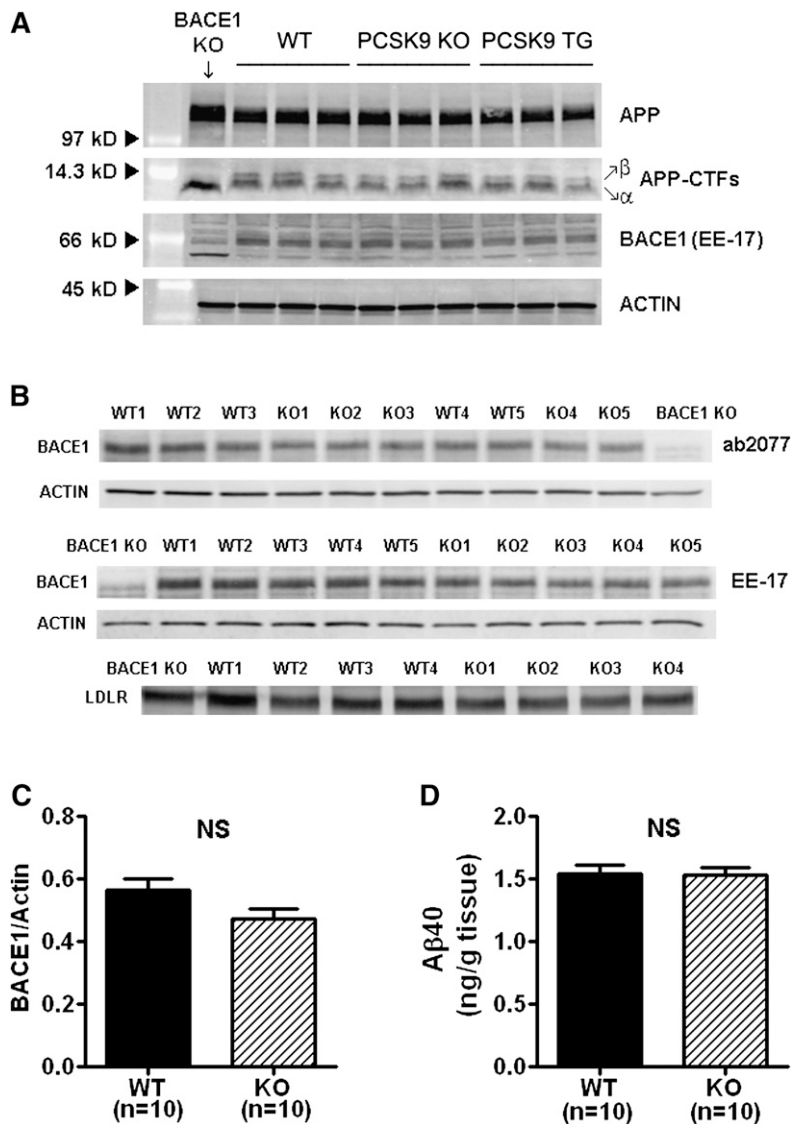 A
BACE1
KO
↓
WT
PCSK9 KO
PCSK9 TG
APP
97 kD ▶
14.3 kD ▶
β
APP-CTFs
α
66 kD ▶
BACE1 (EE-17)
45 kD ▶
ACTIN
B
WT1 WT2 WT3 KO1 KO2 KO3 WT4 WT5 KO4 KO5 BACE1 KO
BACE1
ab2077
ACTIN
BACE1 KO WT1 WT2 WT3 WT4 WT5 KO1 KO2 KO3 KO4 KO5
BACE1
EE-17
ACTIN
BACE1 KO WT1 WT2 WT3 WT4 KO1 KO2 KO3 KO4
LDLR
C
NS
BACE1/Actin
0.8
0.6
0.4
0.2
0.0
WT
(n=10)
KO
(n=10)
D
NS
Aβ40
(ng/g tissue)
2.0
1.5
1.0
0.5
0.0
WT
(n=10)
KO
(n=10)